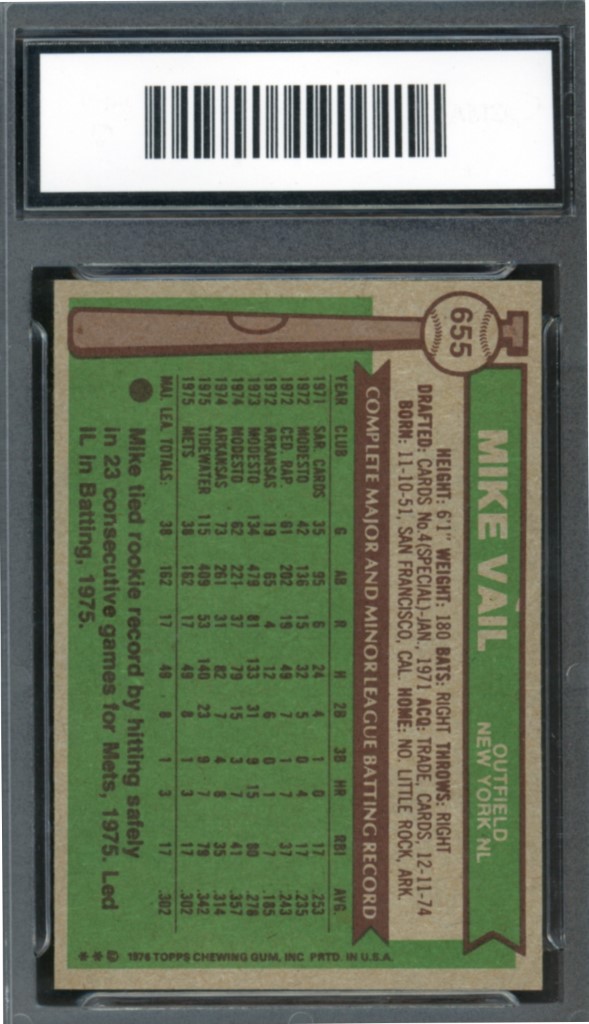 655
MIKE VAIL
OUTFIELD
NEW YORK NL
HEIGHT: 6'1" WEIGHT: 180 BATS: RIGHT THROWS: RIGHT
DRAFTED: CARDS No. 4(SPECIAL)-JAN., 1971 ACQ: TRADE, CARDS, 12-11-74
BORN: 11-10-51, SAN FRANCISCO, CAL. HOME: NO. LITTLE ROCK, ARK.
COMPLETE MAJOR AND MINOR LEAGUE BATTING RECORD
YEAR CLUB G AB R H 2B 3B HR RBI AVG.
1971 SAR. CARDS 35 95 6 24 4 1 0 17 .253
1972 MODESTO 42 136 15 32 5 0 4 17 .235
1972 CED. RAP. 61 202 19 49 7 1 7 37 .243
1972 ARKANSAS 19 65 4 12 6 0 1 7 .185
1973 MODESTO 134 479 81 133 31 9 15 80 .278
1974 MODESTO 62 221 37 79 15 3 7 41 .357
1974 ARKANSAS 73 261 31 82 7 4 8 35 .314
1975 TIDEWATER 115 409 53 140 23 9 7 79 .342
1975 METS 38 162 17 49 8 1 3 17 .302
MAJ. LEA. TOTALS: 38 162 17 49 8 1 3 17 .302
Mike tied rookie record by hitting safely
in 23 consecutive games for Mets, 1975. Led
IL in Batting, 1975.
** © 1976 TOPPS CHEWING GUM, INC PRTD. IN U.S.A.